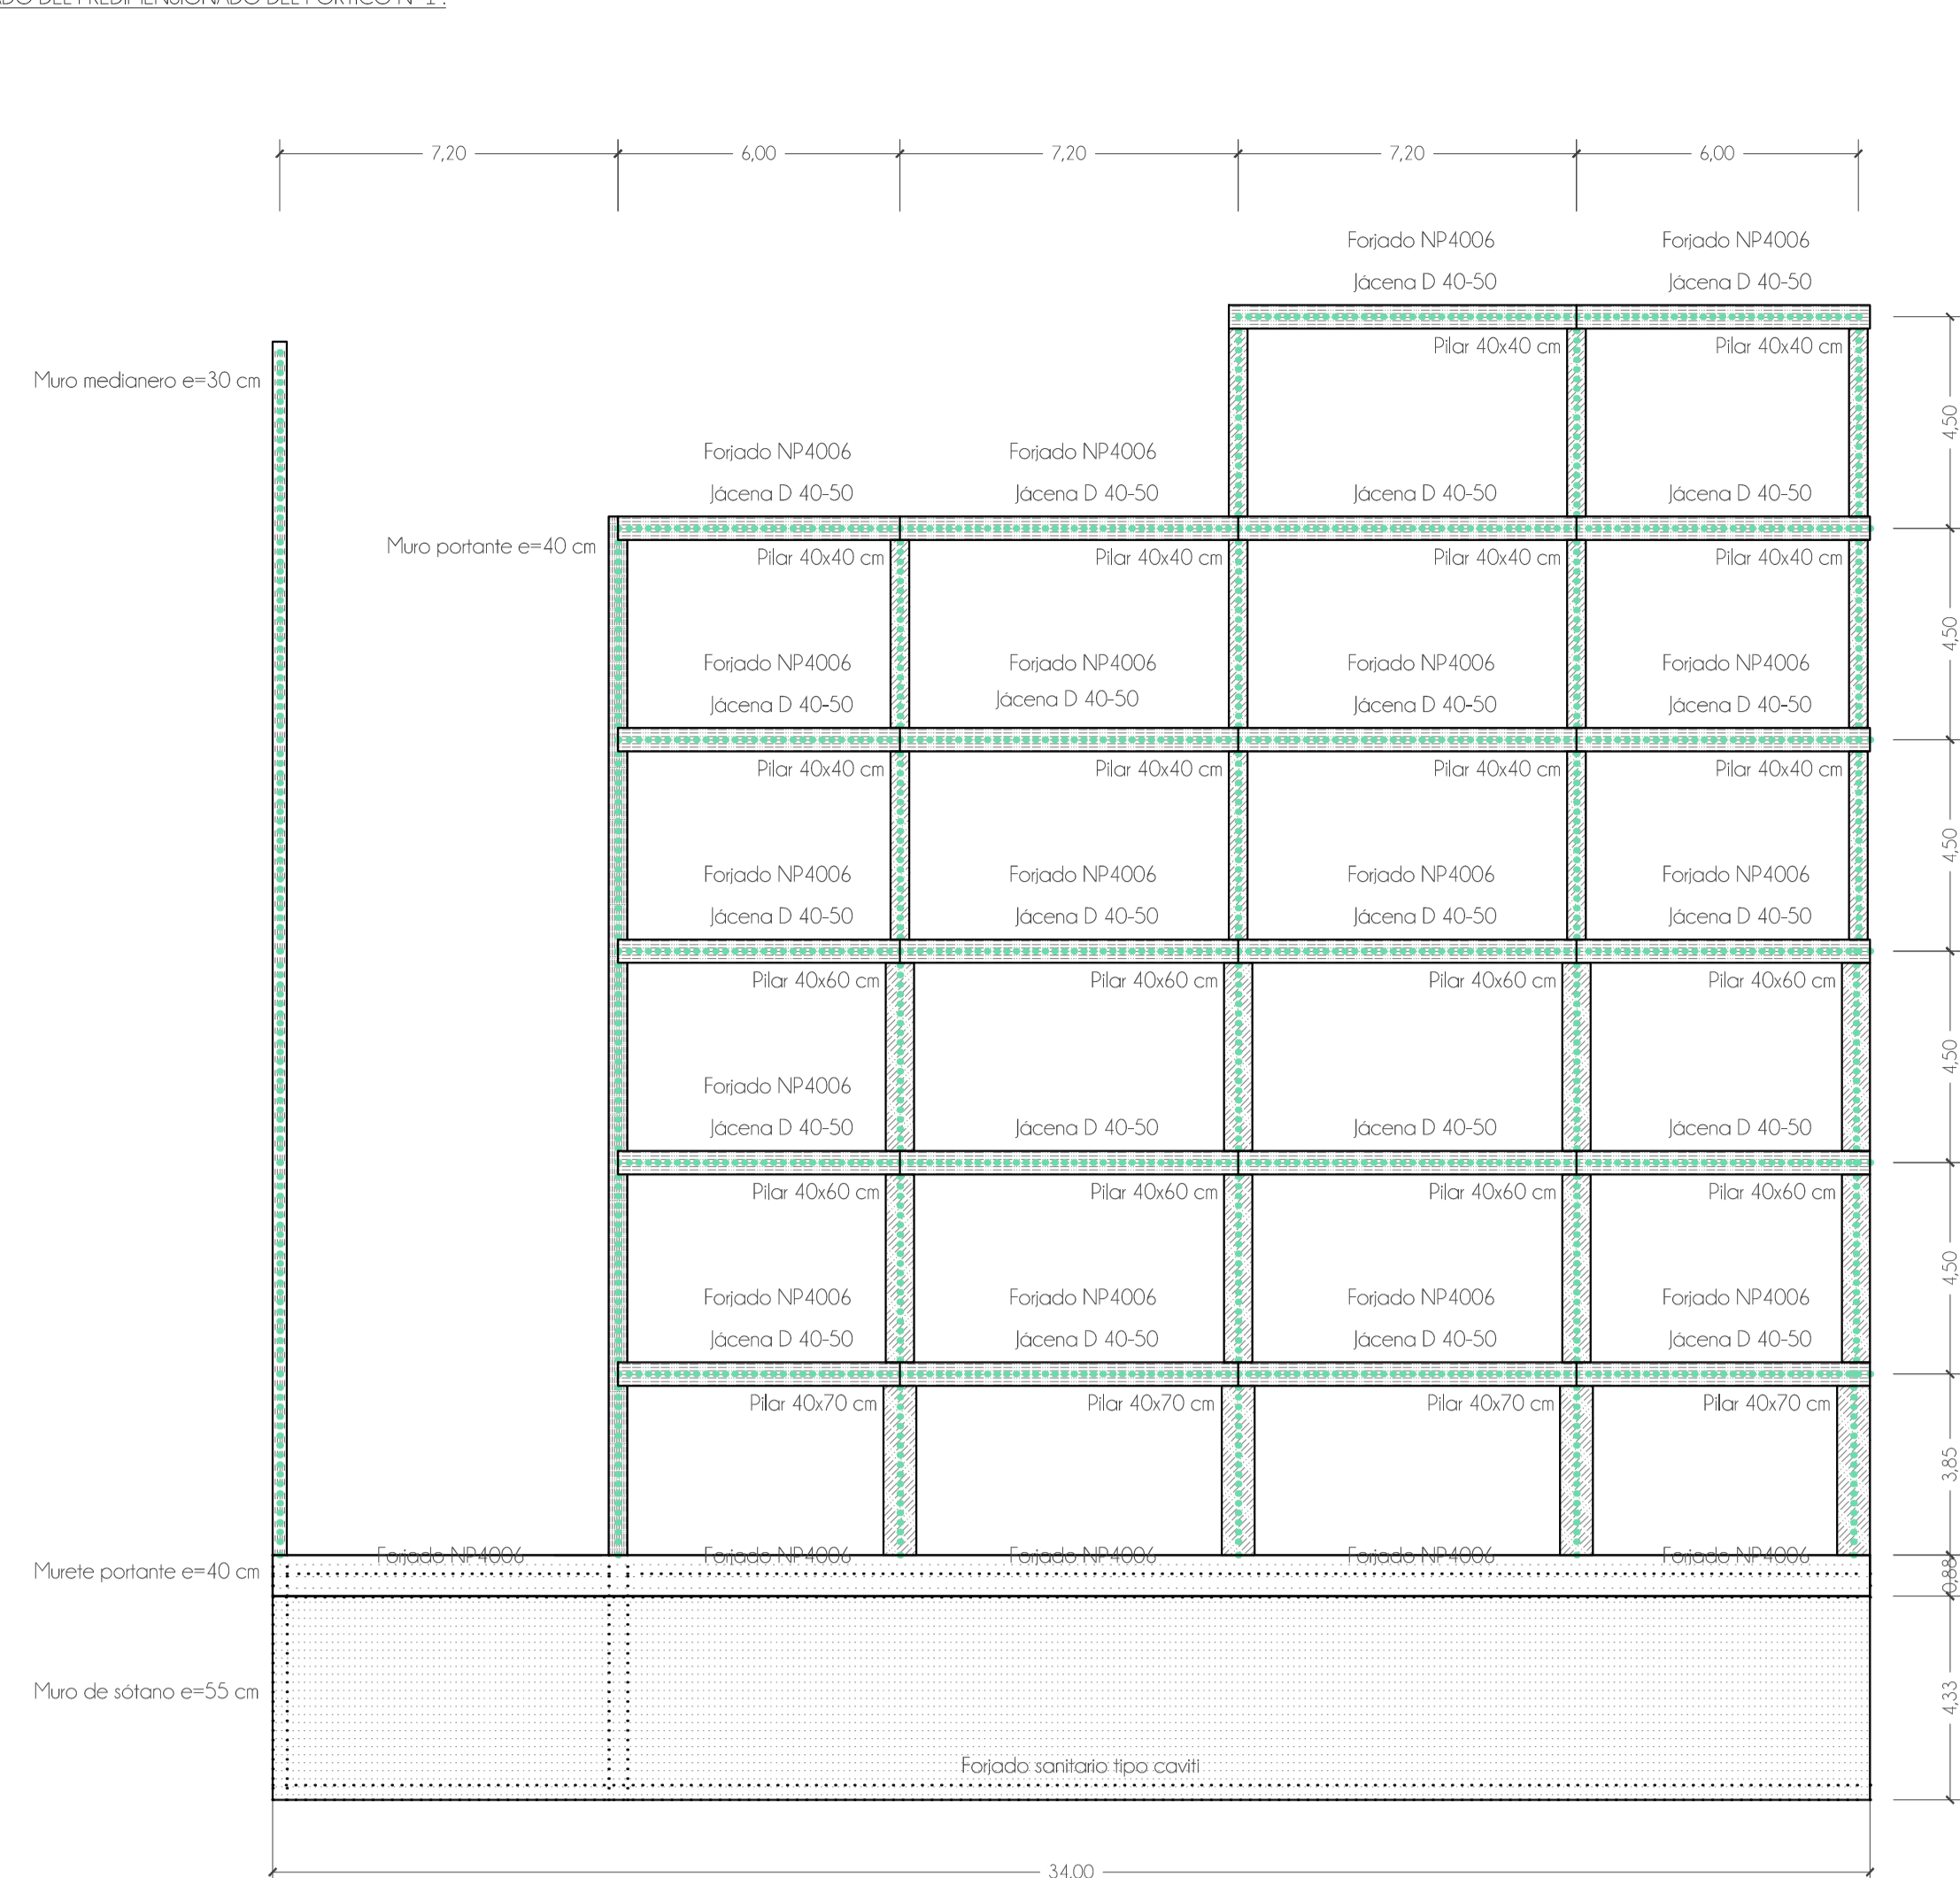 DEL PREDIMENSIONADO DEL PÓRTICO Nº 1:
7,20 6,00 7,20 7,20 6,00
Forjado NP4006 Forjado NP4006
Jácena D 40-50 Jácena D 40-50
Pilar 40x40 cm Pilar 40x40 cm
Muro medianero e=30 cm
4,50
Forjado NP4006 Forjado NP4006
Jácena D 40-50 Jácena D 40-50 Jácena D 40-50 Jácena D 40-50
Muro portante e=40 cm
Pilar 40x40 cm Pilar 40x40 cm Pilar 40x40 cm Pilar 40x40 cm
4,50
Forjado NP4006 Forjado NP4006 Forjado NP4006 Forjado NP4006
Jácena D 40-50 Jácena D 40-50 Jácena D 40-50 Jácena D 40-50
Pilar 40x40 cm Pilar 40x40 cm Pilar 40x40 cm Pilar 40x40 cm
4,50
Forjado NP4006 Forjado NP4006 Forjado NP4006 Forjado NP4006
Jácena D 40-50 Jácena D 40-50 Jácena D 40-50 Jácena D 40-50
Pilar 40x60 cm Pilar 40x60 cm Pilar 40x60 cm Pilar 40x60 cm
4,50
Forjado NP4006
Jácena D 40-50 Jácena D 40-50 Jácena D 40-50 Jácena D 40-50
Pilar 40x60 cm Pilar 40x60 cm Pilar 40x60 cm Pilar 40x60 cm
4,50
Forjado NP4006 Forjado NP4006 Forjado NP4006 Forjado NP4006
Jácena D 40-50 Jácena D 40-50 Jácena D 40-50 Jácena D 40-50
Pilar 40x70 cm Pilar 40x70 cm Pilar 40x70 cm Pilar 40x70 cm
3,85
Forjado NP4006 Forjado NP4006 Forjado NP4006 Forjado NP4006 Forjado NP4006
Murete portante e=40 cm
0,88
Muro de sótano e=55 cm
4,33
Forjado sanitario tipo caviti
34,00